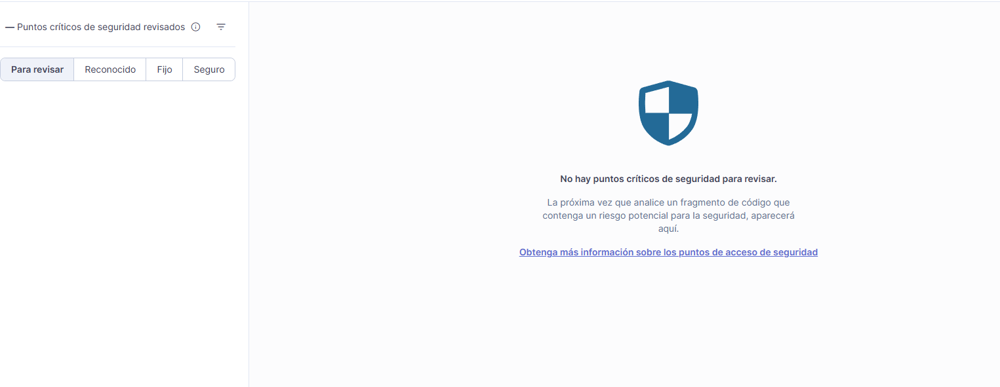 — Puntos críticos de seguridad revisados
Para revisar
Reconocido
Fijo
Seguro
No hay puntos críticos de seguridad para revisar.
La próxima vez que analice un fragmento de código que
contenga un riesgo potencial para la seguridad, aparecerá
aquí.
Obtenga más información sobre los puntos de acceso de seguridad